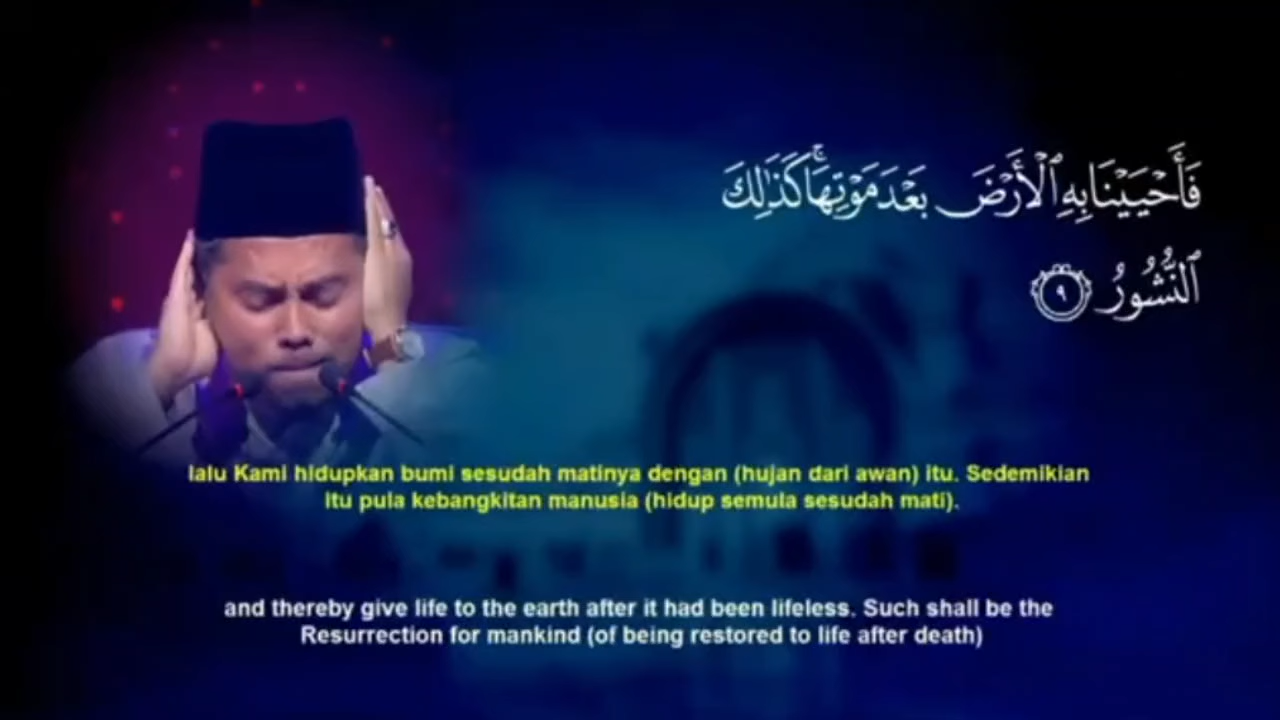 فَأَحْيَيْنَا بِهِ ٱلْأَرْضَ بَعْدَ مَوْتِهَا ۚ كَذَٰلِكَ
ٱلنُّشُورُ ٩
lalu Kami hidupkan bumi sesudah matinya dengan (hujan dari awan) itu. Sedemikian
itu pula kebangkitan manusia (hidup semula sesudah mati).
and thereby give life to the earth after it had been lifeless. Such shall be the
Resurrection for mankind (of being restored to life after death)